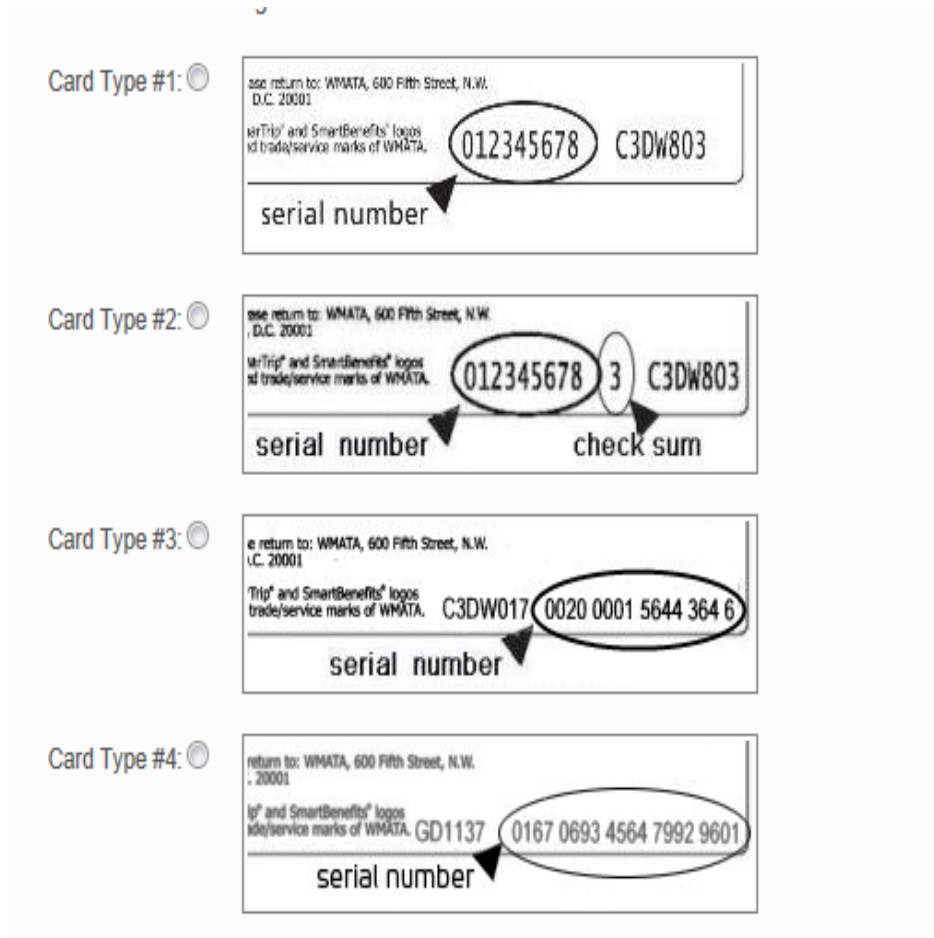 Card Type #1:
ase return to: WMATA, 600 Fifth Street, N.W.
D.C. 20001
arTrip® and SmartBenefits® logos
d trade/service marks of WMATA. 012345678 C3DW803
serial number
Card Type #2:
ase return to: WMATA, 600 Fifth Street, N.W.
, D.C. 20001
arTrip® and SmartBenefits® logos
d trade/service marks of WMATA. 012345678 3 C3DW803
serial number check sum
Card Type #3:
e return to: WMATA, 600 Fifth Street, N.W.
.C. 20001
Trip® and SmartBenefits® logos
trade/service marks of WMATA. C3DW017 0020 0001 5644 364 6
serial number
Card Type #4:
return to: WMATA, 600 Fifth Street, N.W.
. 20001
ip® and SmartBenefits® logos
ade/service marks of WMATA. GD1137 0167 0693 4564 7992 9601
serial number